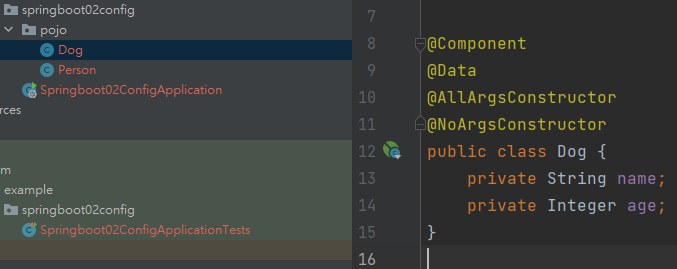 springboot02config
pojo
Dog
Person
Springboot02ConfigApplication
rces
m
example
springboot02config
Springboot02ConfigApplicationTests
7
8 @Component
9 @Data
10 @AllArgsConstructor
11 @NoArgsConstructor
12 public class Dog {
13 private String name;
14 private Integer age;
15 }
16